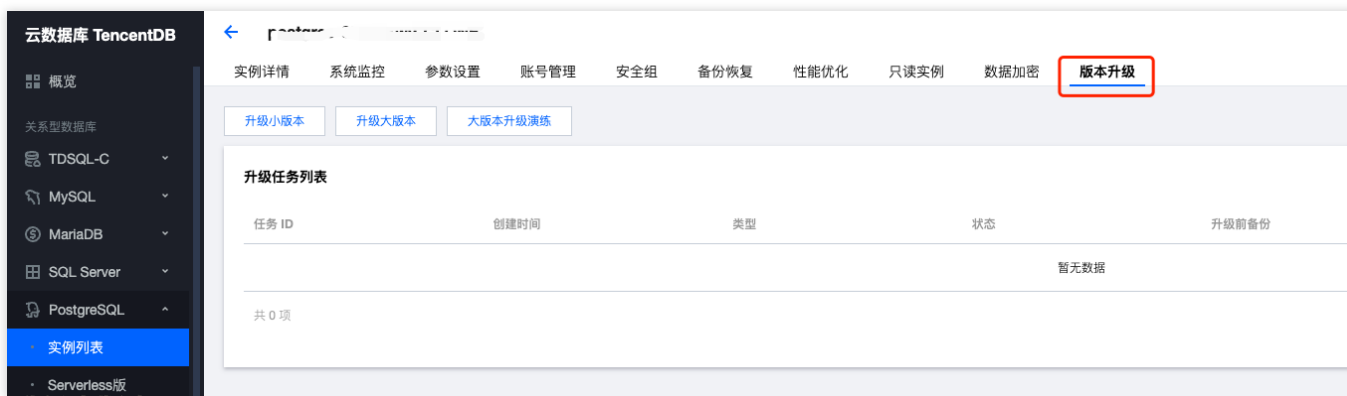 云数据库 TencentDB
概览
关系型数据库
TDSQL-C
MySQL
MariaDB
SQL Server
PostgreSQL
实例列表
Serverless版
实例详情 系统监控 参数设置 账号管理 安全组 备份恢复 性能优化 只读实例 数据加密 版本升级
升级小版本 升级大版本 大版本升级演练
升级任务列表
任务 ID 创建时间 类型 状态 升级前备份
暂无数据
共 0 项